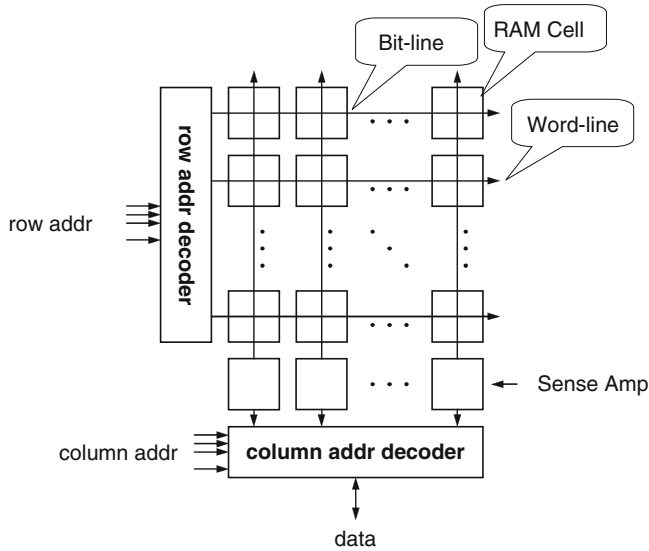 RAM Cell
Bit-line
Word-line
row addr decoder
row addr
Sense Amp
column addr
column addr decoder
data